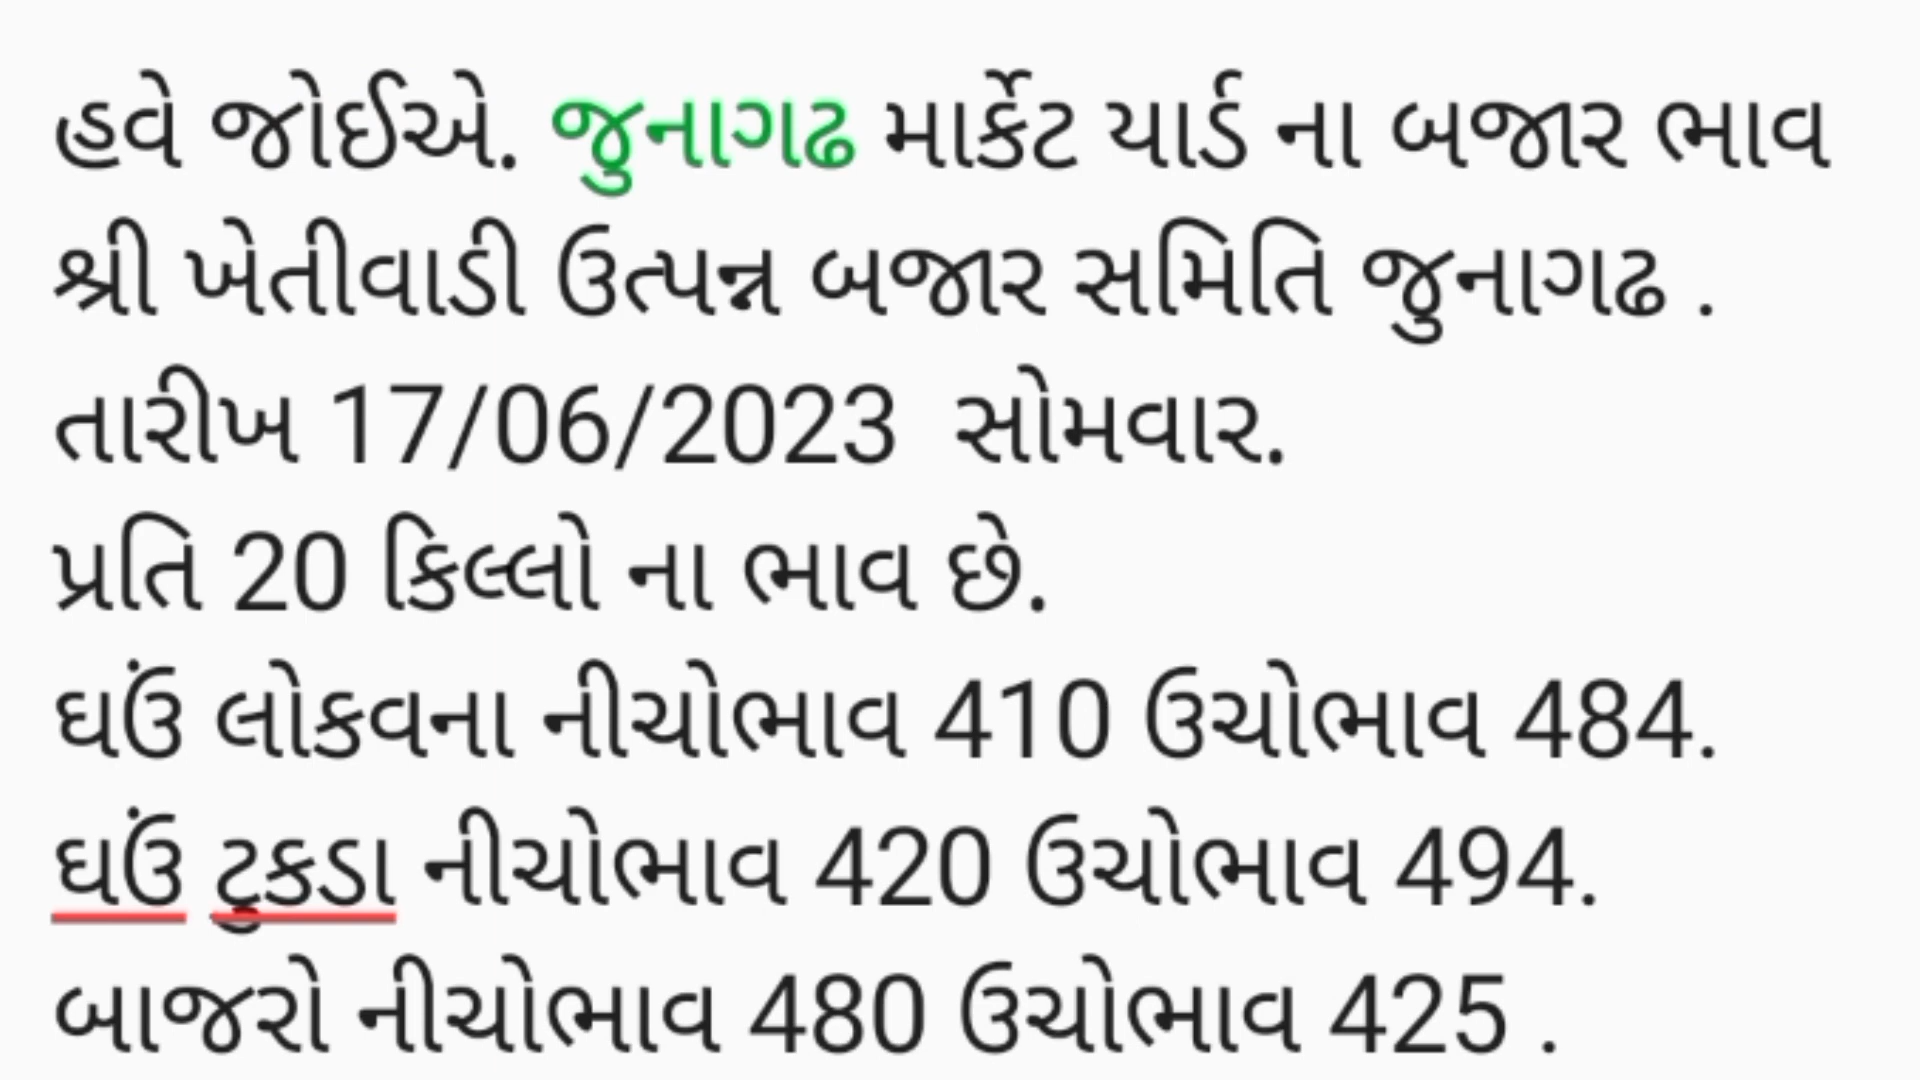 હવે જોઈએ. જુનાગઢ માર્કેટ યાર્ડ ના બજાર ભાવ
શ્રી ખેતીવાડી ઉત્પન્ન બજાર સમિતિ જુનાગઢ .
તારીખ 17/06/2023 સોમવાર.
પ્રતિ 20 કિલ્લો ના ભાવ છે.
ઘઉં લોકવના નીચોભાવ 410 ઉચોભાવ 484.
ઘઉં ટુકડા નીચોભાવ 420 ઉચોભાવ 494.
બાજરો નીચોભાવ 480 ઉચોભાવ 425 .